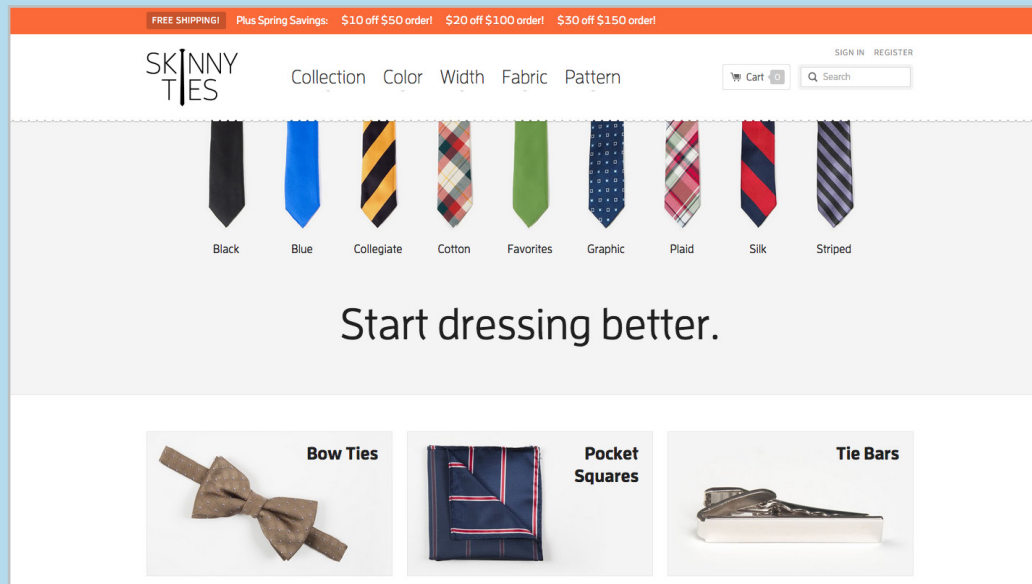 FREE SHIPPING! Plus Spring Savings: $10 off $50 order! $20 off $100 order! $30 off $150 order!
SIGN IN REGISTER
SKINNY
TIES
Collection Color Width Fabric Pattern
Cart 0
Search
Black Blue Collegiate Cotton Favorites Graphic Plaid Silk Striped
Start dressing better.
Bow Ties
Pocket
Squares
Tie Bars